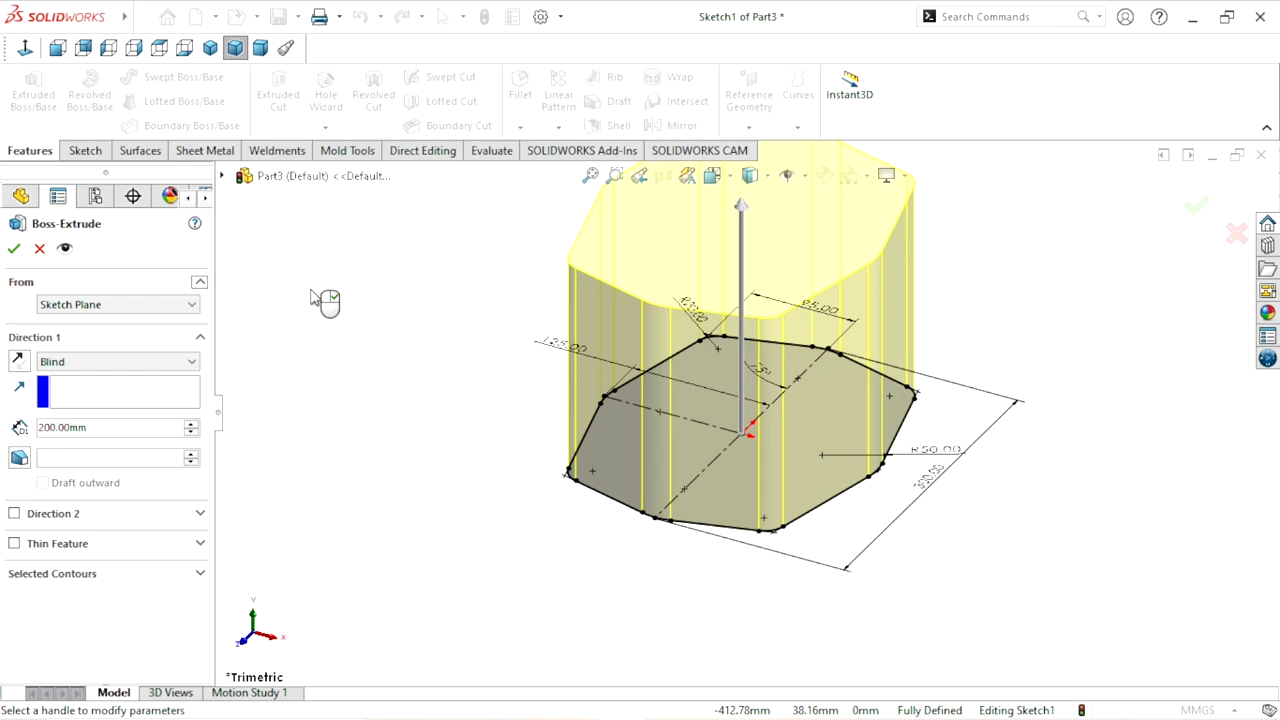 SOLIDWORKS
Sketch1 of Part3 *
Search Commands
Extruded Boss/Base
Revolved Boss/Base
Swept Boss/Base
Lofted Boss/Base
Boundary Boss/Base
Extruded Cut
Hole Wizard
Revolved Cut
Swept Cut
Lofted Cut
Boundary Cut
Fillet
Linear Pattern
Rib
Draft
Shell
Wrap
Intersect
Mirror
Reference Geometry
Curves
Instant3D
Features Sketch Surfaces Sheet Metal Weldments Mold Tools Direct Editing Evaluate SOLIDWORKS Add-Ins SOLIDWORKS CAM
Part3 (Default) <<Default...
Boss-Extrude
From
Sketch Plane
Direction 1
Blind
200.00mm
Draft outward
Direction 2
Thin Feature
Selected Contours
95.00
125.00
75°
R50.00
300.00
Y
X
Z
*Trimetric
Model 3D Views Motion Study 1
Select a handle to modify parameters
-412.78mm 38.16mm 0mm Fully Defined Editing Sketch1 MMGS